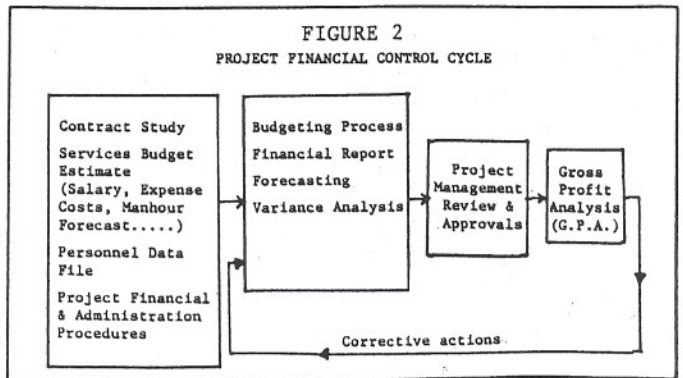 FIGURE 2
PROJECT FINANCIAL CONTROL CYCLE
Contract Study
Services Budget
Estimate
(Salary, Expense
Costs, Manhour
Forecast.....)
Personnel Data
File
Project Financial
& Administration
Procedures
Budgeting Process
Financial Report
Forecasting
Variance Analysis
Project
Management
Review &
Approvals
Gross
Profit
Analysis
(G.P.A.)
Corrective actions